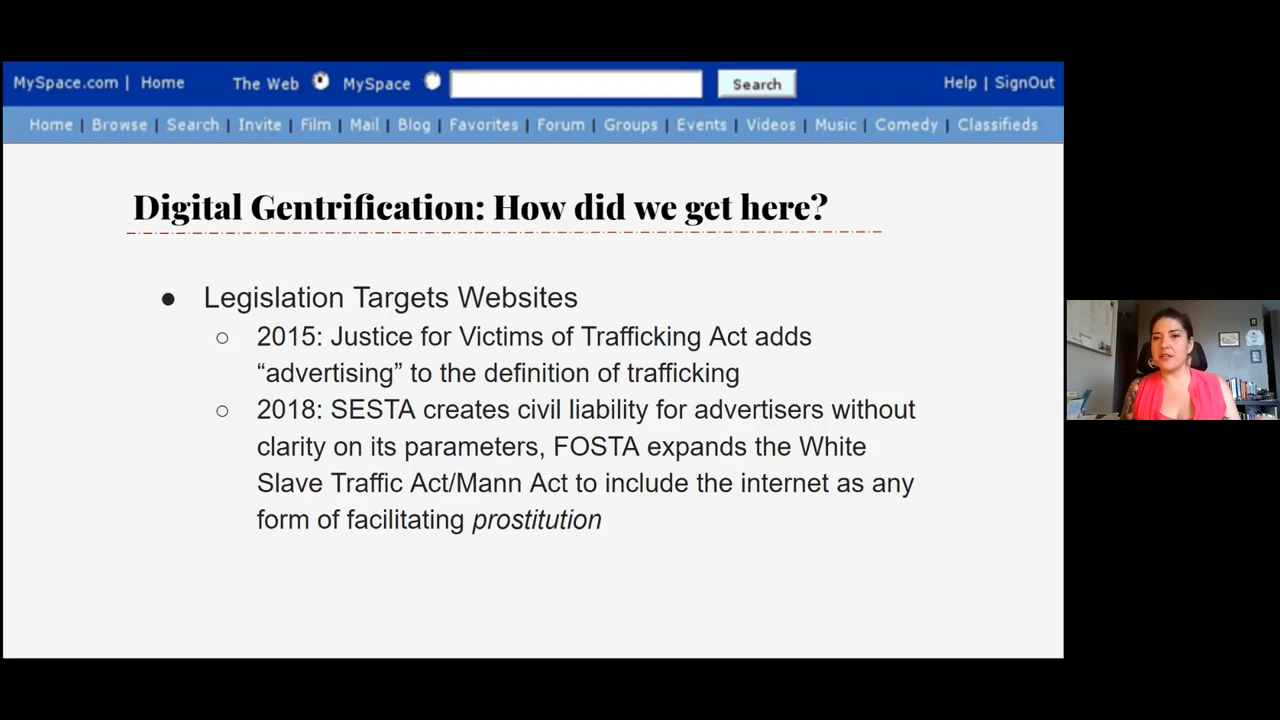 MySpace.com | Home The Web MySpace Search Help | SignOut
Home | Browse | Search | Invite | Film | Mail | Blog | Favorites | Forum | Groups | Events | Videos | Music | Comedy | Classifieds
Digital Gentrification: How did we get here?
● Legislation Targets Websites
○ 2015: Justice for Victims of Trafficking Act adds
“advertising” to the definition of trafficking
○ 2018: SESTA creates civil liability for advertisers without
clarity on its parameters, FOSTA expands the White
Slave Traffic Act/Mann Act to include the internet as any
form of facilitating prostitution